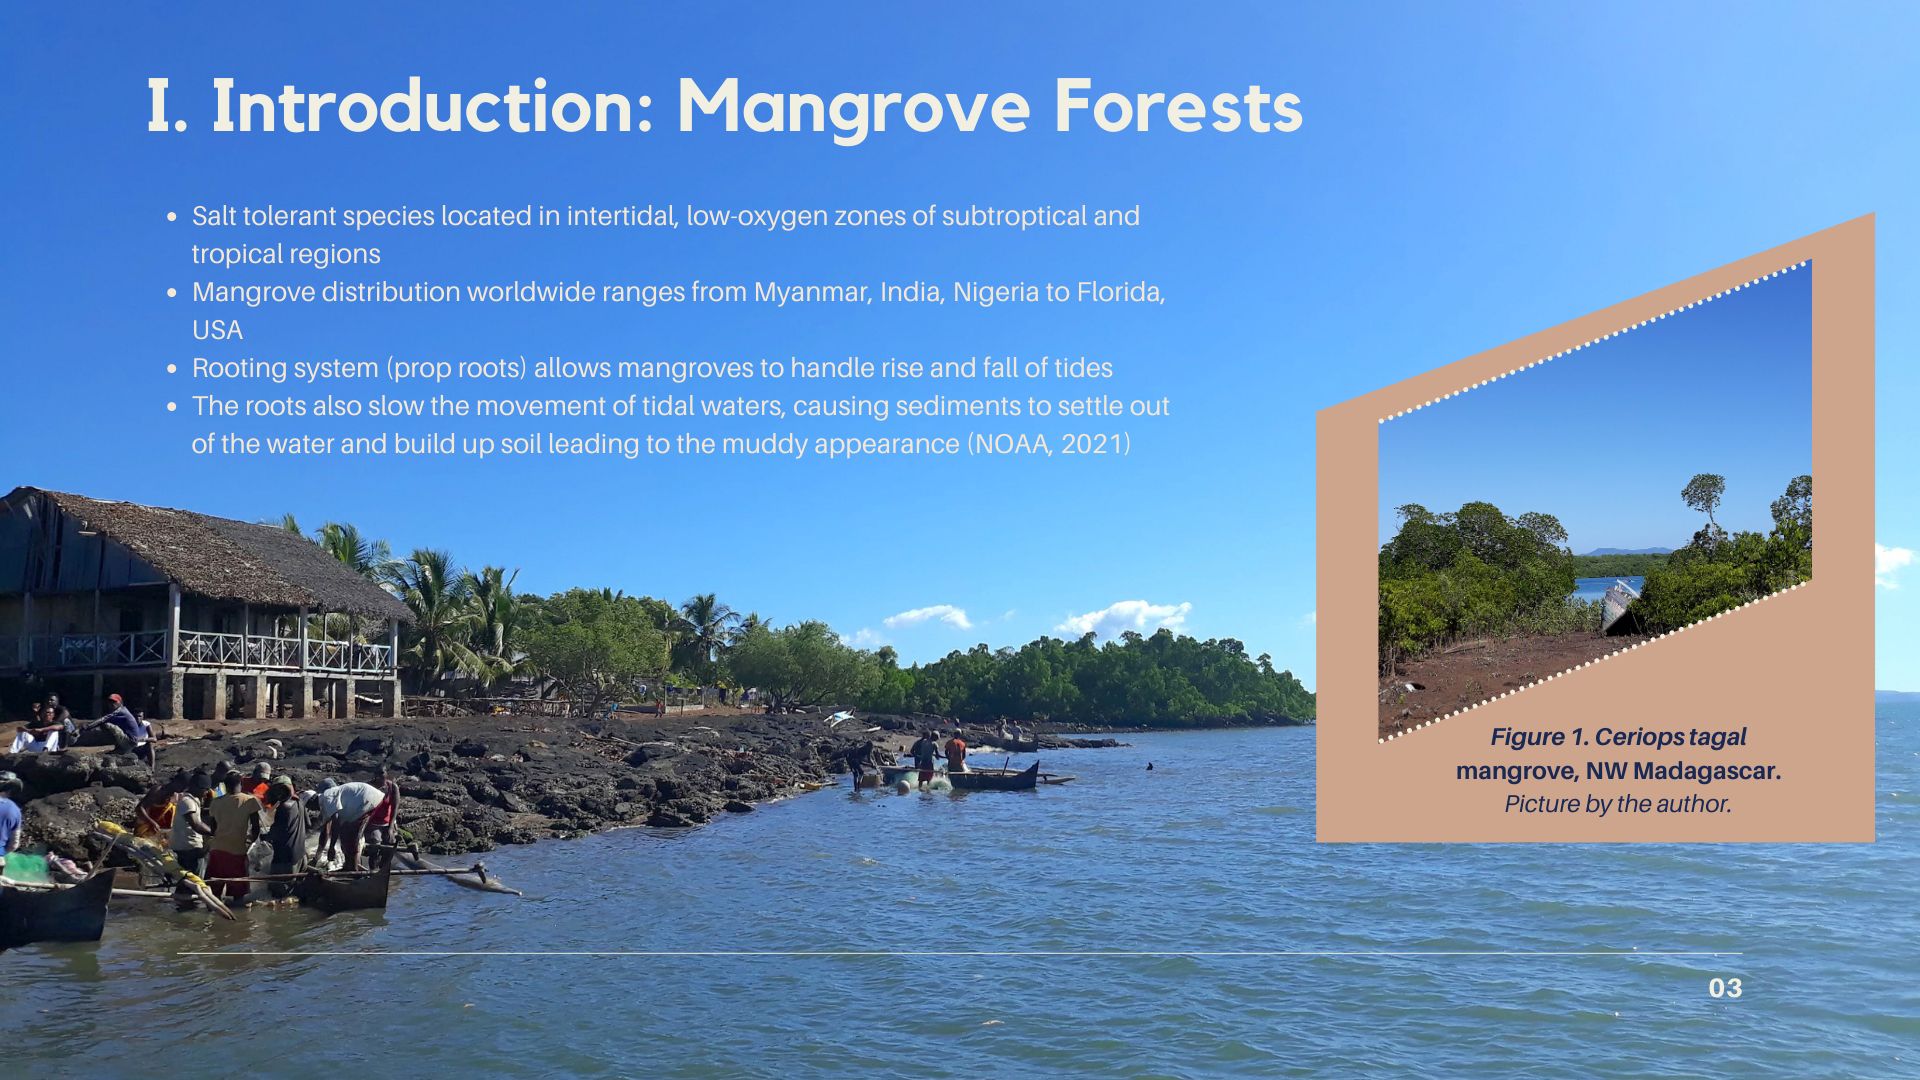 I. Introduction: Mangrove Forests
• Salt tolerant species located in intertidal, low-oxygen zones of subtroptical and
tropical regions
• Mangrove distribution worldwide ranges from Myanmar, India, Nigeria to Florida,
USA
• Rooting system (prop roots) allows mangroves to handle rise and fall of tides
• The roots also slow the movement of tidal waters, causing sediments to settle out
of the water and build up soil leading to the muddy appearance (NOAA, 2021)
Figure 1. Ceriops tagal
mangrove, NW Madagascar.
Picture by the author.
03